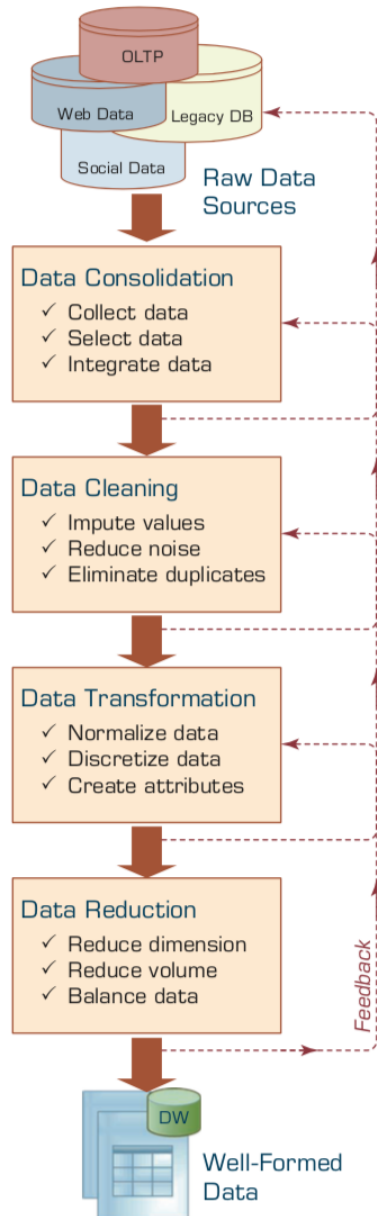 OLTP
Web Data
Legacy DB
Social Data
Raw Data
Sources
Data Consolidation
✓ Collect data
✓ Select data
✓ Integrate data
Data Cleaning
✓ Impute values
✓ Reduce noise
✓ Eliminate duplicates
Data Transformation
✓ Normalize data
✓ Discretize data
✓ Create attributes
Data Reduction
✓ Reduce dimension
✓ Reduce volume
✓ Balance data
Feedback
DW
Well-Formed
Data